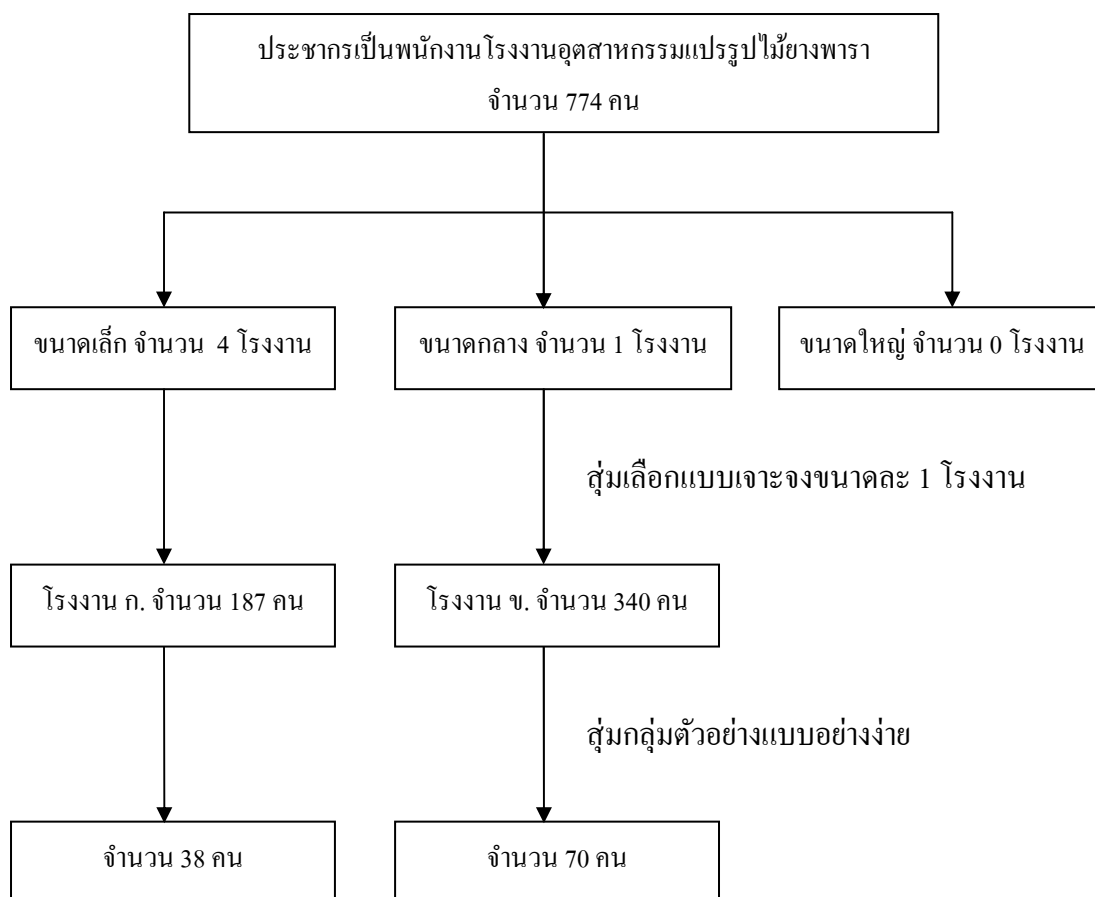 ประชากรเป็นพนักงานโรงงานอุตสาหกรรมแปรรูปไม้ยางพารา
จำนวน 774 คน
ขนาดเล็ก จำนวน 4 โรงงาน
ขนาดกลาง จำนวน 1 โรงงาน
ขนาดใหญ่ จำนวน 0 โรงงาน
สุ่มเลือกแบบเจาะจงขนาดละ 1 โรงงาน
โรงงาน ก. จำนวน 187 คน
โรงงาน ข. จำนวน 340 คน
สุ่มกลุ่มตัวอย่างแบบอย่างง่าย
จำนวน 38 คน
จำนวน 70 คน